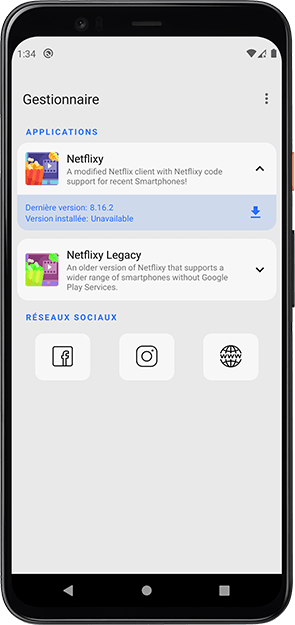 1:34
Gestionnaire
APPLICATIONS
Netflixy
A modified Netflix client with Netflixy code
support for recent Smartphones!
Dernière version: 8.16.2
Version installée: Unavailable
Netflixy Legacy
An older version of Netflixy that supports a
wider range of smartphones without Google
Play Services.
RÉSEAUX SOCIAUX
WWW